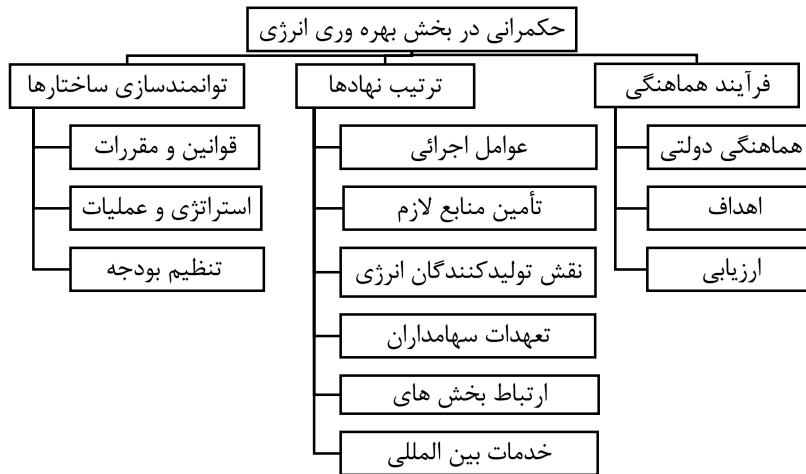 حکمرانی در بخش بهره وری انرژی
فرآیند هماهنگی
هماهنگی دولتی
اهداف
ارزیابی
ترتیب نهادها
عوامل اجرائی
تأمین منابع لازم
نقش تولیدکنندگان انرژی
تعهدات سهامداران
ارتباط بخش های
خدمات بین المللی
توانمندسازی ساختارها
قوانین و مقررات
استراتژی و عملیات
تنظیم بودجه